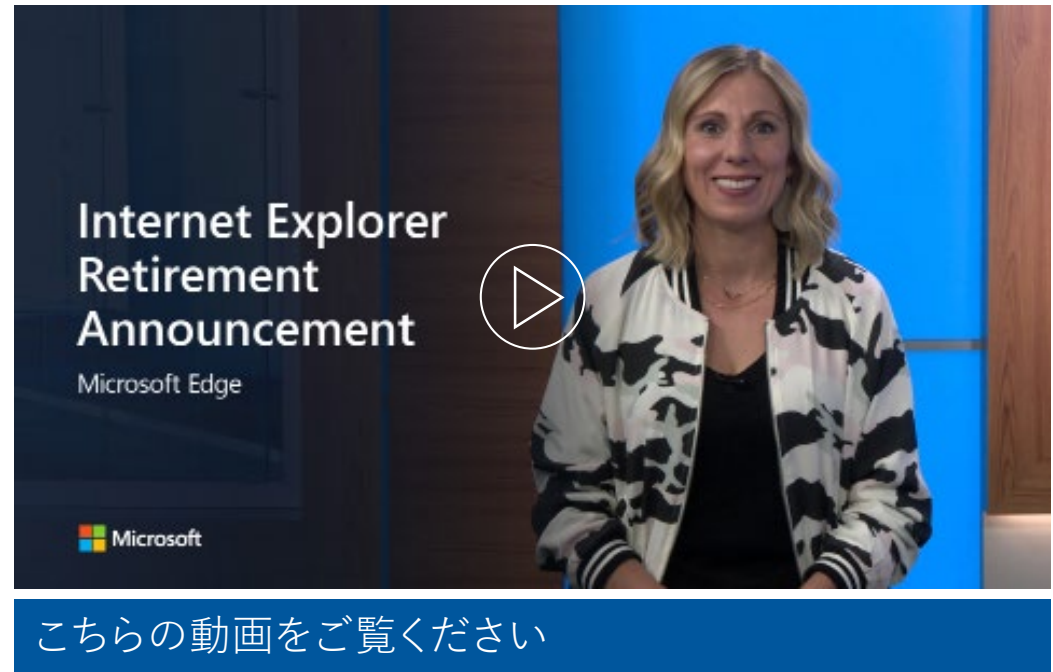 Internet Explorer
Retirement
Announcement
Microsoft Edge
Microsoft
こちらの動画をご覧ください